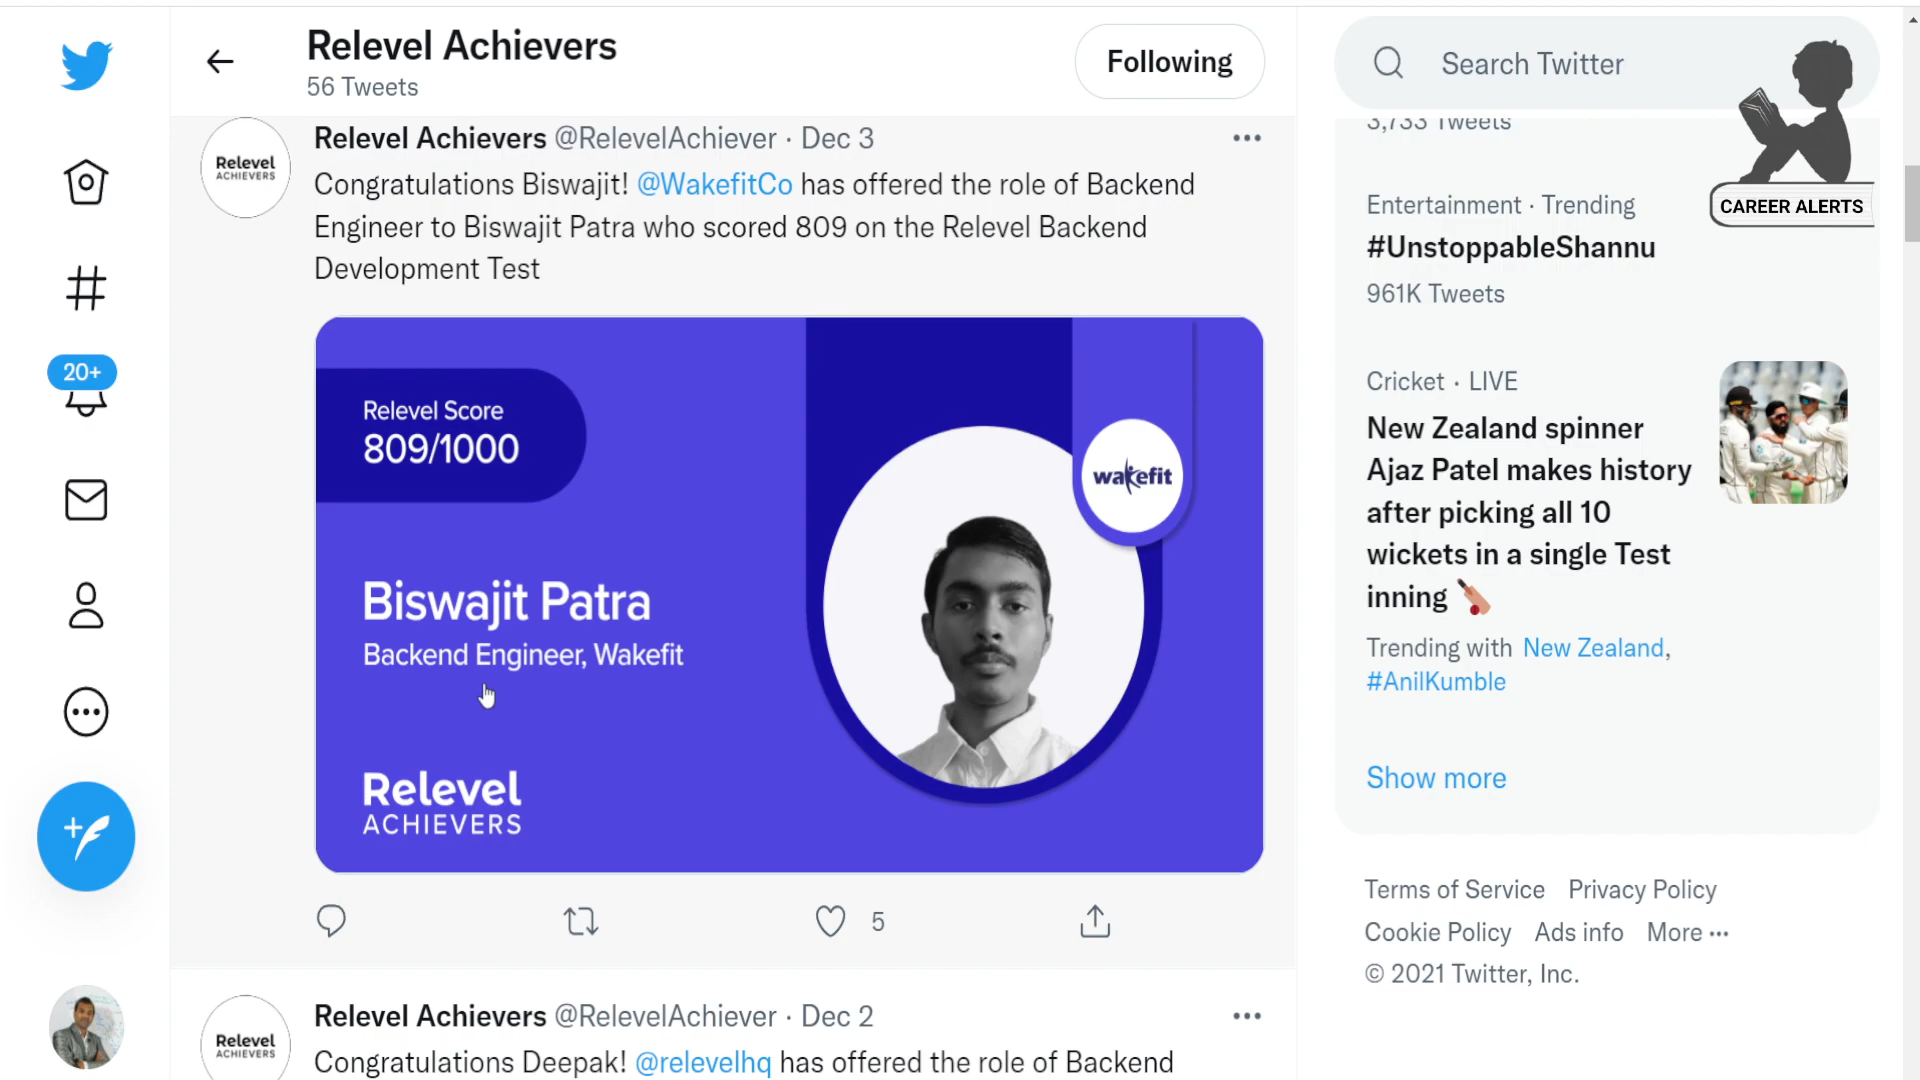 Relevel Achievers
56 Tweets
Following
Relevel Achievers @RelevelAchiever · Dec 3
Congratulations Biswajit! @WakefitCo has offered the role of Backend
Engineer to Biswajit Patra who scored 809 on the Relevel Backend
Development Test
Relevel
ACHIEVERS
Relevel Score
809/1000
wakefit
Biswajit Patra
Backend Engineer, Wakefit
Relevel
ACHIEVERS
5
Relevel Achievers @RelevelAchiever · Dec 2
Congratulations Deepak! @relevelhq has offered the role of Backend
Relevel
ACHIEVERS
20+
Search Twitter
CAREER ALERTS
3,733 Tweets
Entertainment · Trending
#UnstoppableShannu
961K Tweets
Cricket · LIVE
New Zealand spinner
Ajaz Patel makes history
after picking all 10
wickets in a single Test
inning 🏏
Trending with New Zealand,
#AnilKumble
Show more
Terms of Service Privacy Policy
Cookie Policy Ads info More ···
© 2021 Twitter, Inc.